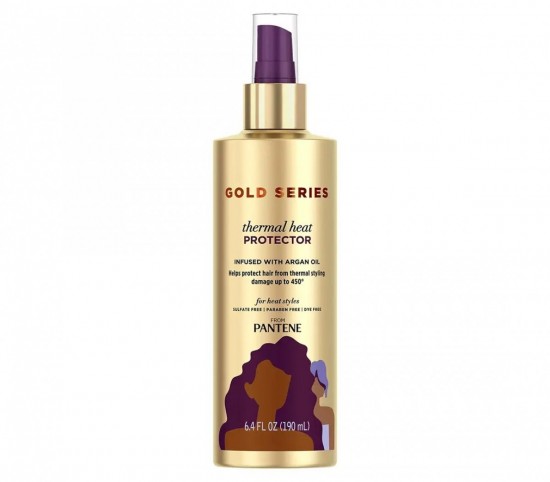 GOLD SERIES
thermal heat
PROTECTOR
INFUSED WITH ARGAN OIL
Helps protect hair from thermal styling
damage up to 450°
for heat styles
SULFATE FREE | PARABEN FREE | DYE FREE
FROM
PANTENE
6.4 FL OZ (190 mL)